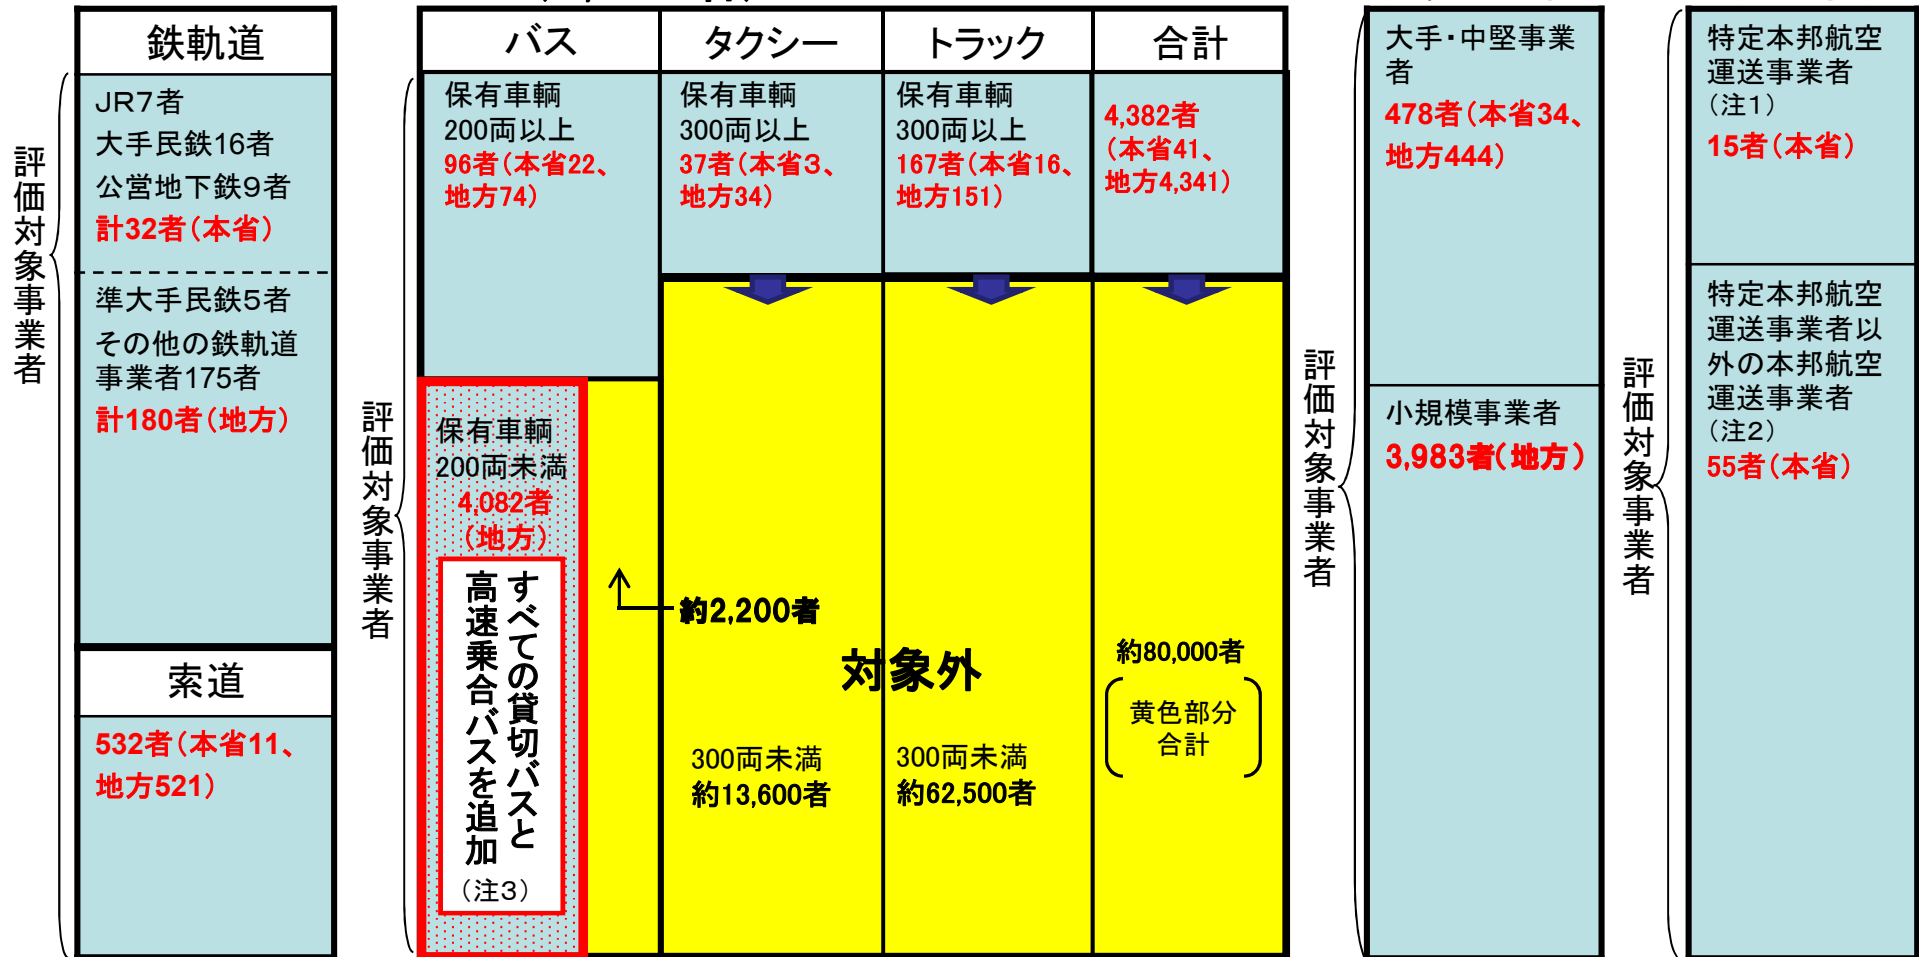 評価対象事業者
鉄軌道
JR7者
大手民鉄16者
公営地下鉄9者
計32者(本省)
準大手民鉄5者
その他の鉄軌道
事業者175者
計180者(地方)
索道
532者(本省11、
地方521)
評価対象事業者
バス
タクシー
トラック
合計
保有車輌
200両以上
96者(本省22、
地方74)
保有車輌
300両以上
37者(本省3、
地方34)
保有車輌
300両以上
167者(本省16、
地方151)
4,382者
(本省41、
地方4,341)
保有車輌
200両未満
4,082者
(地方)
すべての貸切バスと
高速乗合バスを追加
(注3)
約2,200者
対象外
300両未満
約13,600者
300両未満
約62,500者
約80,000者
黄色部分
合計
評価対象事業者
大手・中堅事業
者
478者(本省34、
地方444)
小規模事業者
3,983者(地方)
評価対象事業者
特定本邦航空
運送事業者
(注1)
15者(本省)
特定本邦航空
運送事業者以
外の本邦航空
運送事業者
(注2)
55者(本省)